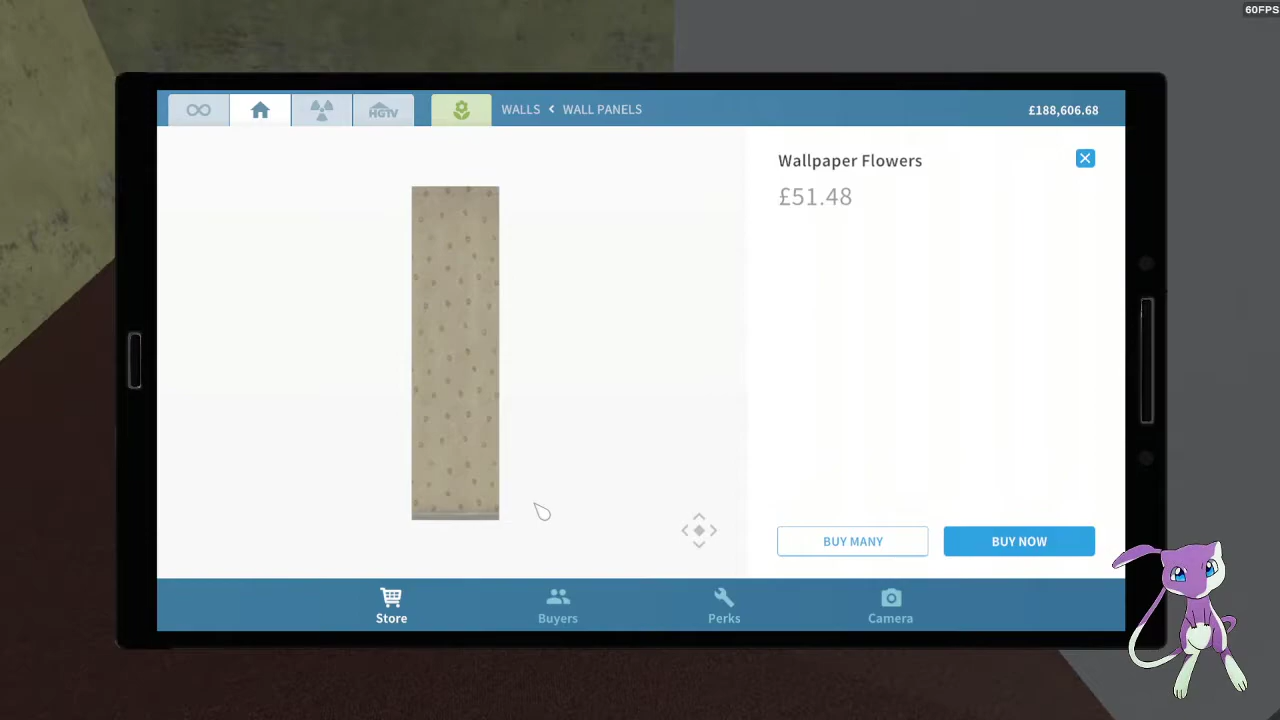 60FPS
HGTV
WALLS < WALL PANELS
£188,606.68
Wallpaper Flowers
£51.48
BUY MANY
BUY NOW
Store
Buyers
Perks
Camera